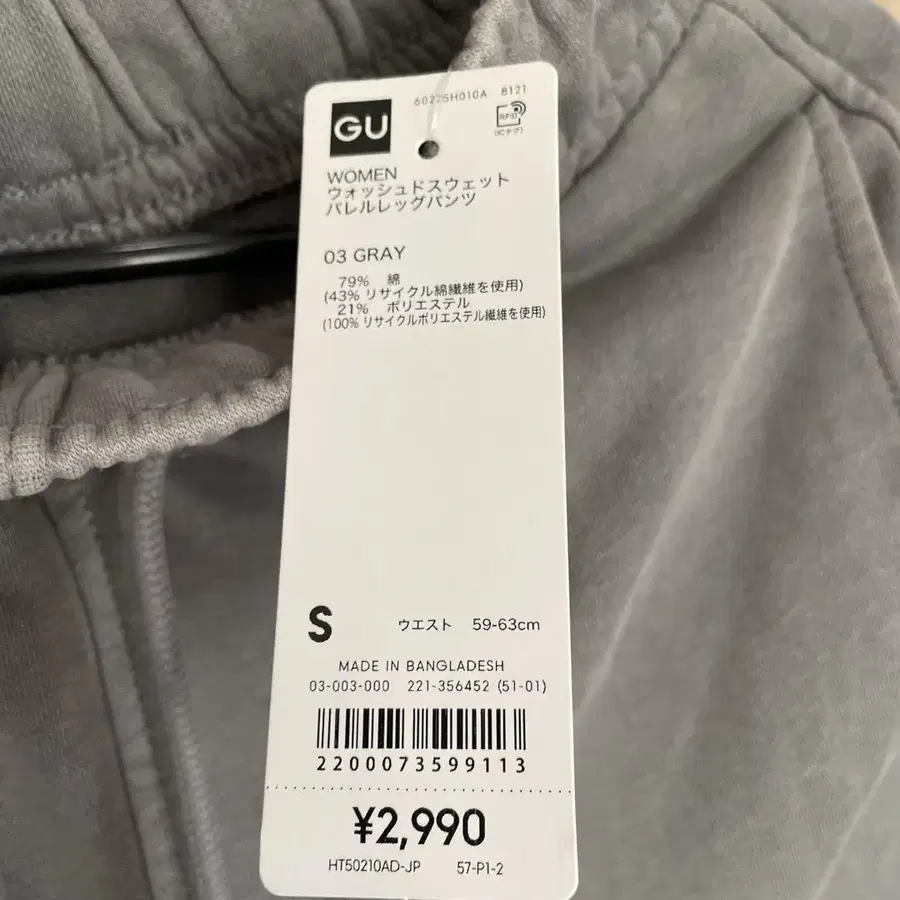 GU
60225H010A 8121
RFID
(ICタグ)
WOMEN
ウォッシュドスウェット
バレルレッグパンツ
03 GRAY
79% 綿
(43% リサイクル綿繊維を使用)
21% ポリエステル
(100% リサイクルポリエステル繊維を使用)
S ウエスト 59-63cm
MADE IN BANGLADESH
03-003-000 221-356452 (51-01)
2200073599113
¥2,990
HT50210AD-JP 57-P1-2